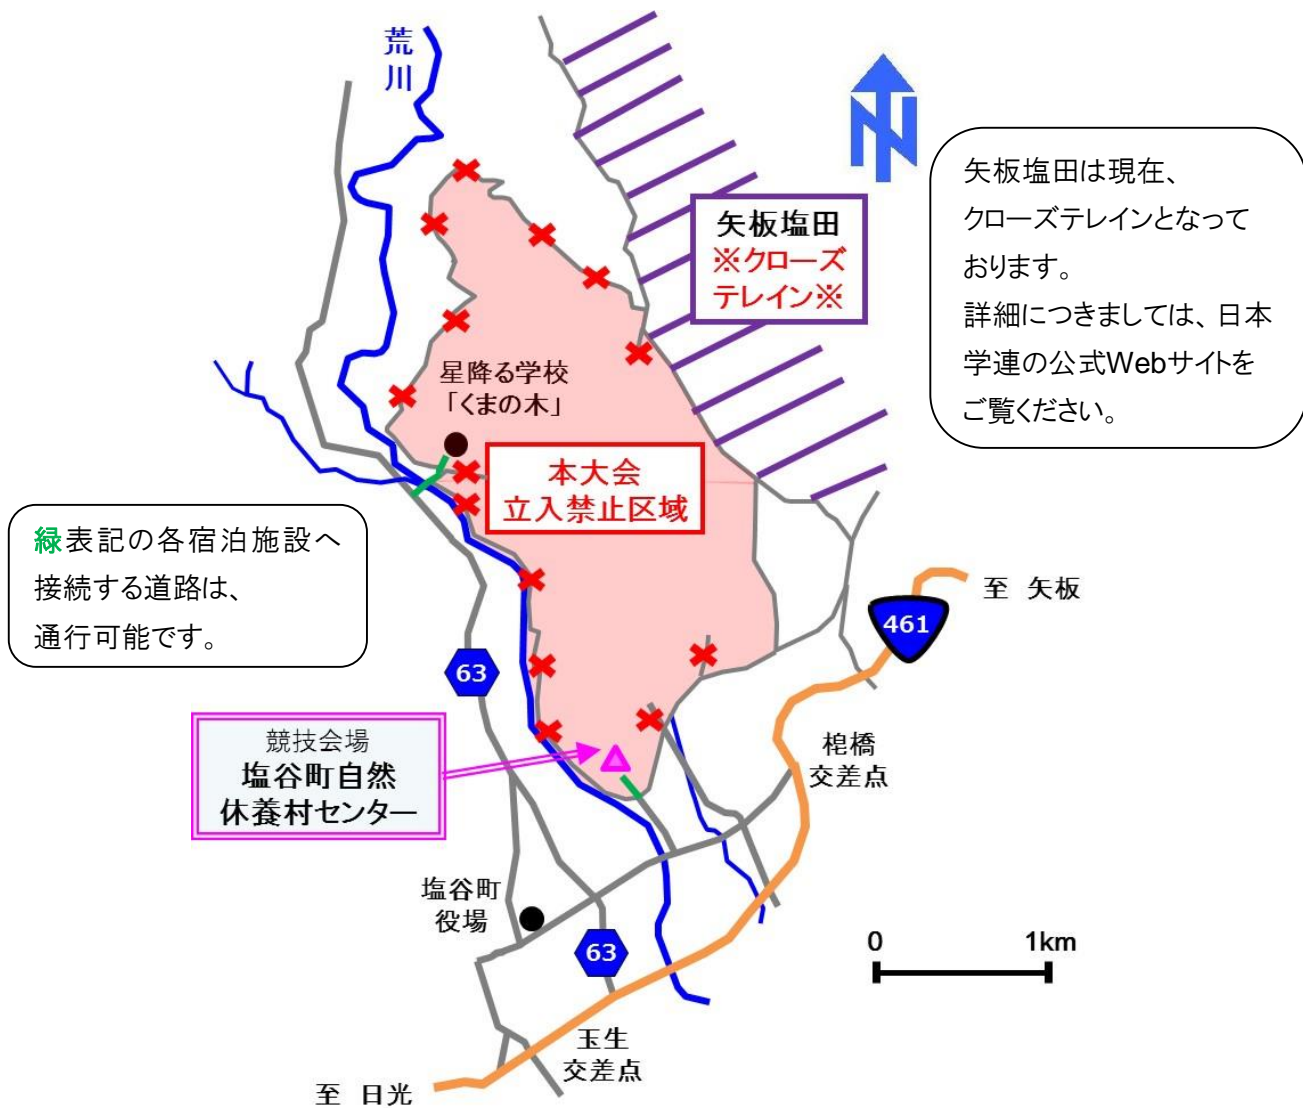 荒
川
矢板塩田
※クローズ
テレイン※
矢板塩田は現在、
クローズテレインとなって
おります。
詳細につきましては、日本
学連の公式Webサイトを
ご覧ください。
星降る学校
「くまの木」
本大会
立入禁止区域
緑表記の各宿泊施設へ
接続する道路は、
通行可能です。
至 矢板
461
63
競技会場
塩谷町自然
休養村センター
梍橋
交差点
塩谷町
役場
63
0 1km
玉生
交差点
至 日光
N